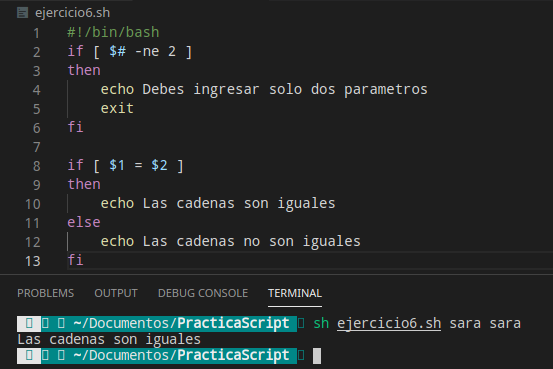 ejercicio6.sh
1 #!/bin/bash
2 if [ $# -ne 2 ]
3 then
4 echo Debes ingresar solo dos parametros
5 exit
6 fi
7
8 if [ $1 = $2 ]
9 then
10 echo Las cadenas son iguales
11 else
12 echo Las cadenas no son iguales
13 fi
PROBLEMS OUTPUT DEBUG CONSOLE TERMINAL
~/Documentos/PracticaScript sh ejercicio6.sh sara sara
Las cadenas son iguales
~/Documentos/PracticaScript